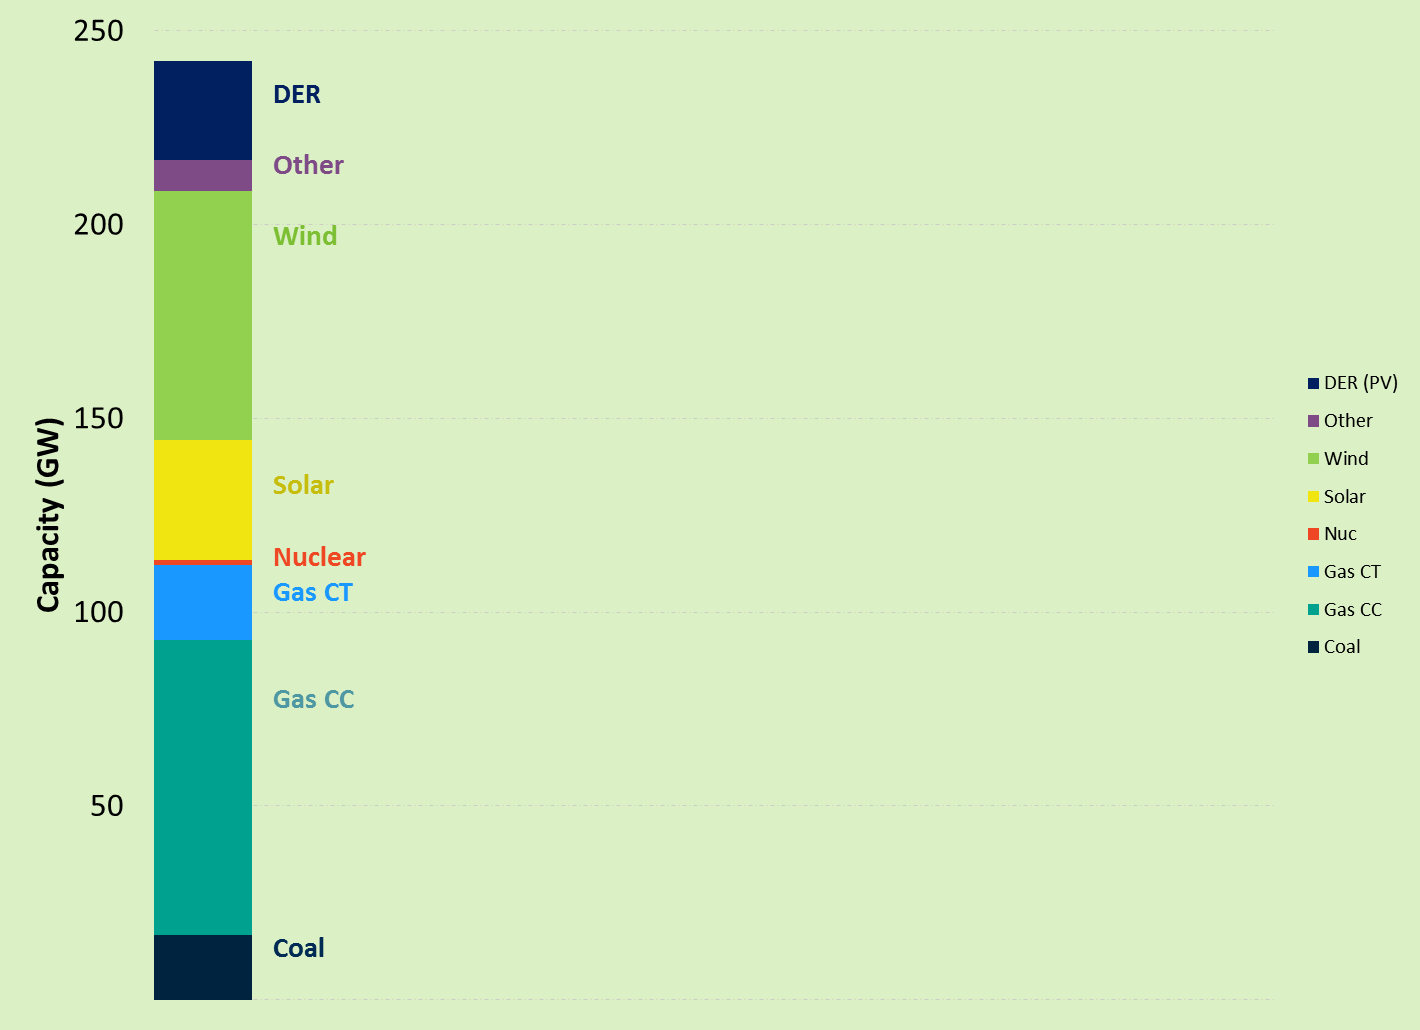 250
200
150
100
50
Capacity (GW)
DER
Other
Wind
Solar
Nuclear
Gas CT
Gas CC
Coal
DER (PV)
Other
Wind
Solar
Nuc
Gas CT
Gas CC
Coal